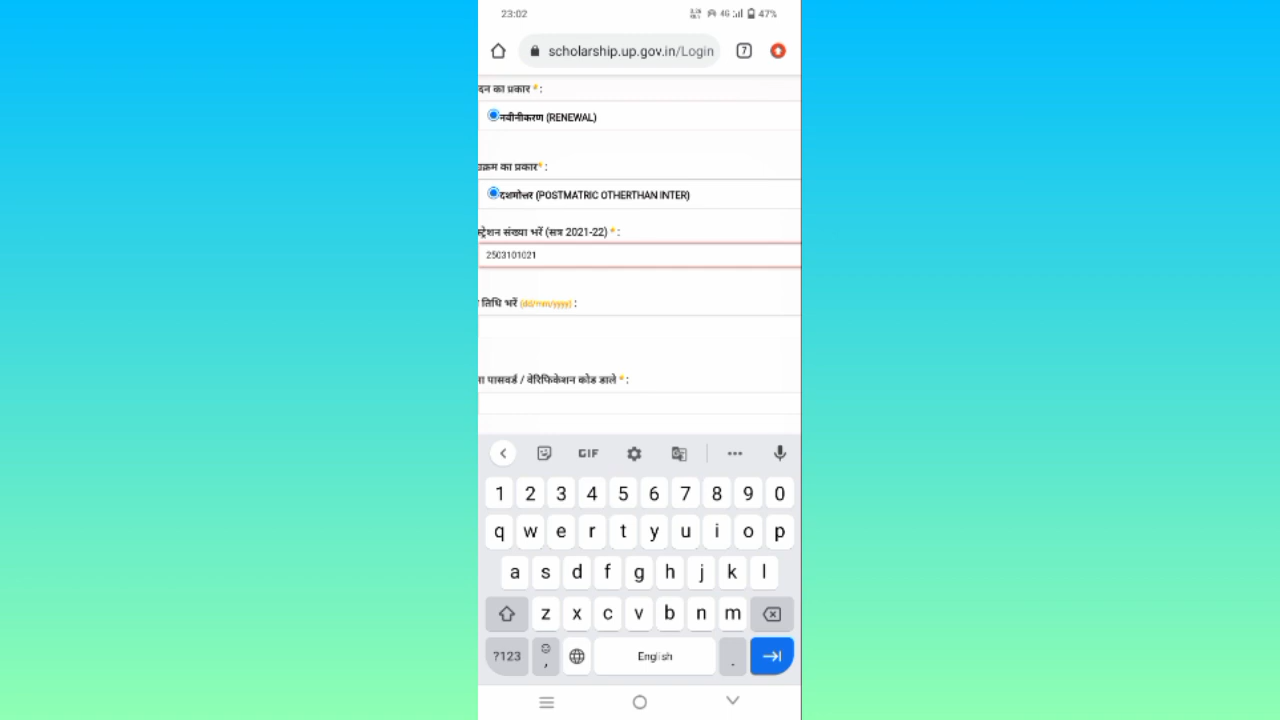 23:02
4G 47%
scholarship.up.gov.in/Login
7
दन का प्रकार * :
नवीनीकरण (RENEWAL)
यक्रम का प्रकार* :
दशमोत्तर (POSTMATRIC OTHERTHAN INTER)
स्ट्रेशन संख्या भरें (सत्र 2021-22) * :
2503101021
तिथि भरें (dd/mm/yyyy) :
ना पासवर्ड / वेरिफिकेशन कोड डाले * :
GIF
1 2 3 4 5 6 7 8 9 0
q w e r t y u i o p
a s d f g h j k l
z x c v b n m
?123 , English .